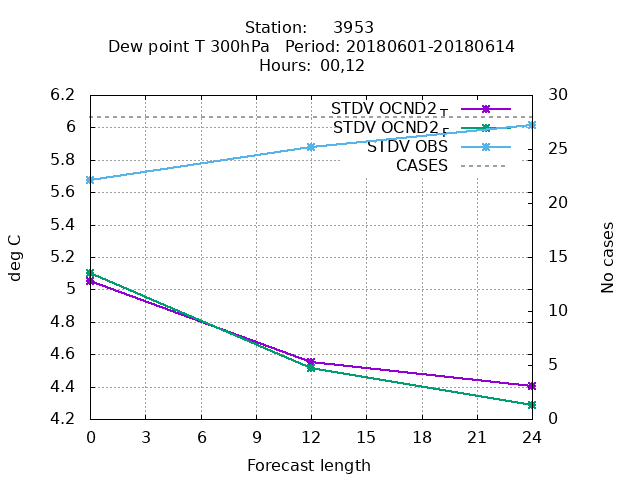 Station: 3953
Dew point T 300hPa Period: 20180601-20180614
Hours: 00,12
6.2
6
5.8
5.6
5.4
5.2
5
4.8
4.6
4.4
4.2
deg C
30
25
20
15
10
5
0
No cases
STDV OCND2_T
STDV OCND2_F
STDV OBS
CASES
0 3 6 9 12 15 18 21 24
Forecast length